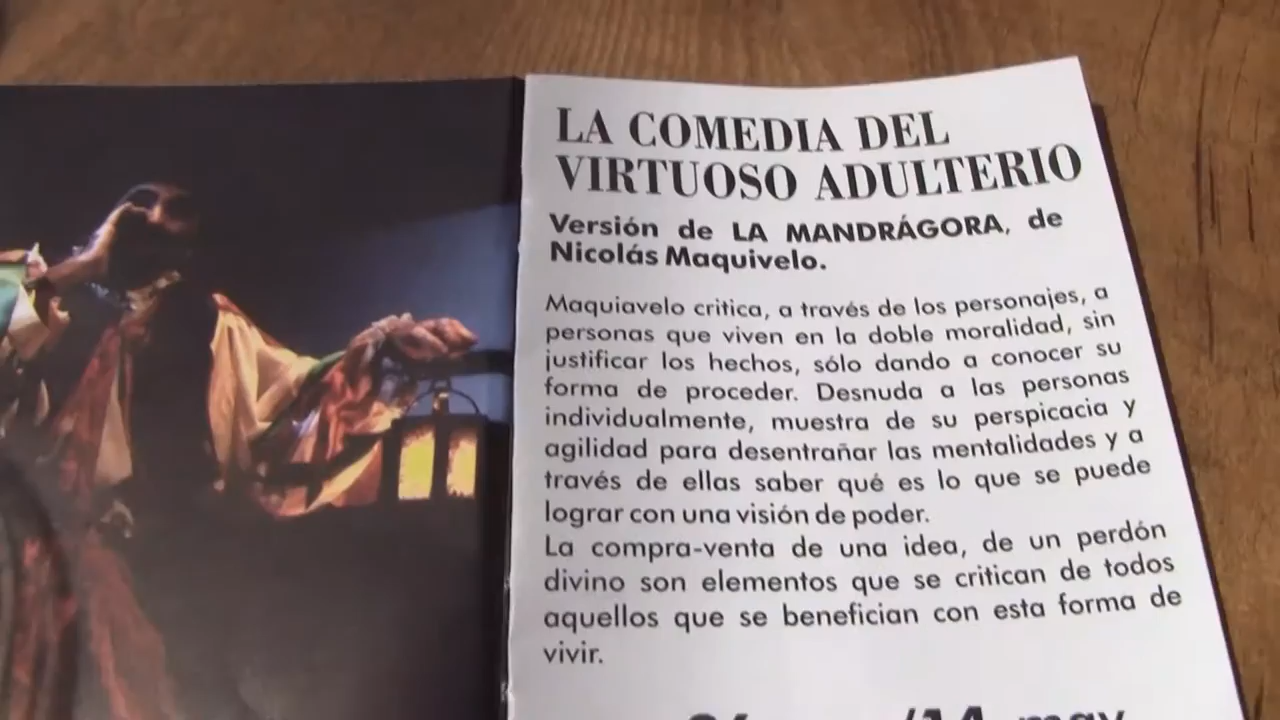 LA COMEDIA DEL
VIRTUOSO ADULTERIO
Versión de LA MANDRÁGORA, de
Nicolás Maquivelo.
Maquiavelo critica, a través de los personajes, a
personas que viven en la doble moralidad, sin
justificar los hechos, sólo dando a conocer su
forma de proceder. Desnuda a las personas
individualmente, muestra de su perspicacia y
agilidad para desentrañar las mentalidades y a
través de ellas saber qué es lo que se puede
lograr con una visión de poder.
La compra-venta de una idea, de un perdón
divino son elementos que se critican de todos
aquellos que se benefician con esta forma de
vivir.